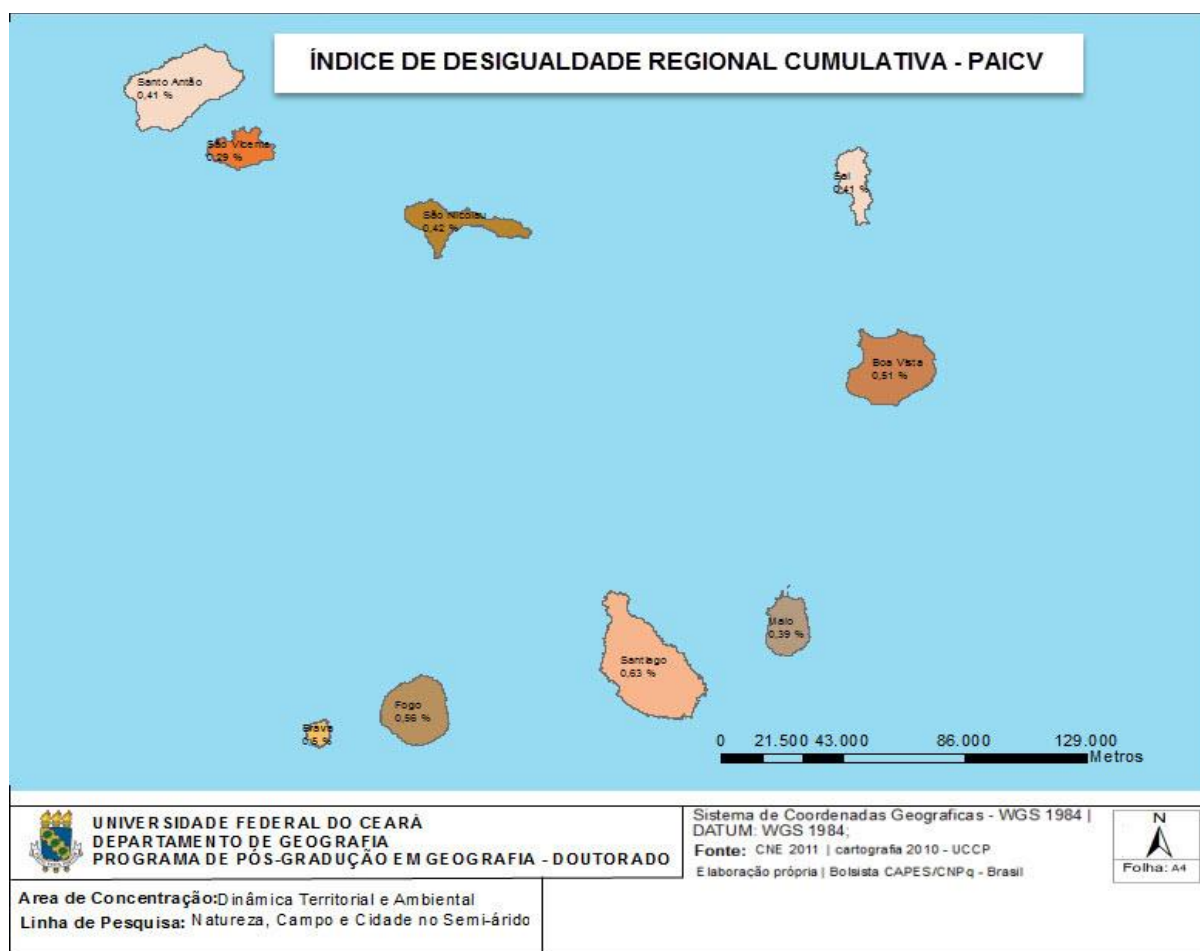 ÍNDICE DE DESIGUALDADE REGIONAL CUMULATIVA - PAICV
Santo Antão
0,41 %
São Vicente
0,29 %
São Nicolau
0,42 %
Sal
0,41 %
Boa Vista
0,51 %
Maio
0,39 %
Santiago
0,63 %
Fogo
0,56 %
Brava
0,5 %
0 21.500 43.000 86.000 129.000
Metros
UNIVERSIDADE FEDERAL DO CEARÁ
DEPARTAMENTO DE GEOGRAFIA
PROGRAMA DE PÓS-GRADUÇÃO EM GEOGRAFIA - DOUTORADO
Sistema de Coordenadas Geograficas - WGS 1984 |
DATUM: WGS 1984;
Fonte: CNE 2011 | cartografia 2010 - UCCP
Elaboração própria | Bolsista CAPES/CNPq - Brasil
N
Folha: A4
Area de Concentração:Dinâmica Territorial e Ambiental
Linha de Pesquisa: Natureza, Campo e Cidade no Semi-árido